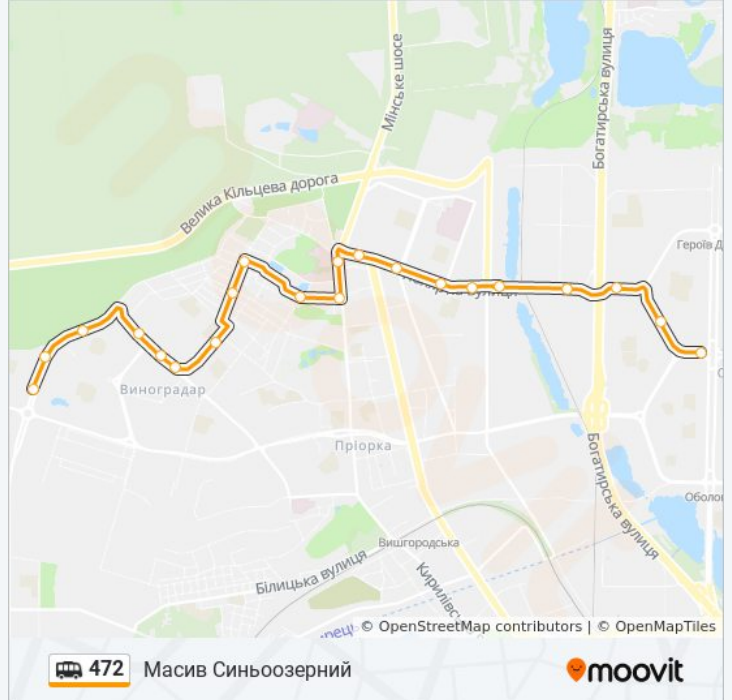 Мінське шосе
Богатирська вулиця
Велика Кільцева дорога
Героїв Д
вулиця
Виноградар
Пріорка
Богатирська вулиця
Оболо
Вишгородська
Білицька вулиця
Кирилівс
© OpenStreetMap contributors | © OpenMapTiles
472 Масив Синьоозерний moovit